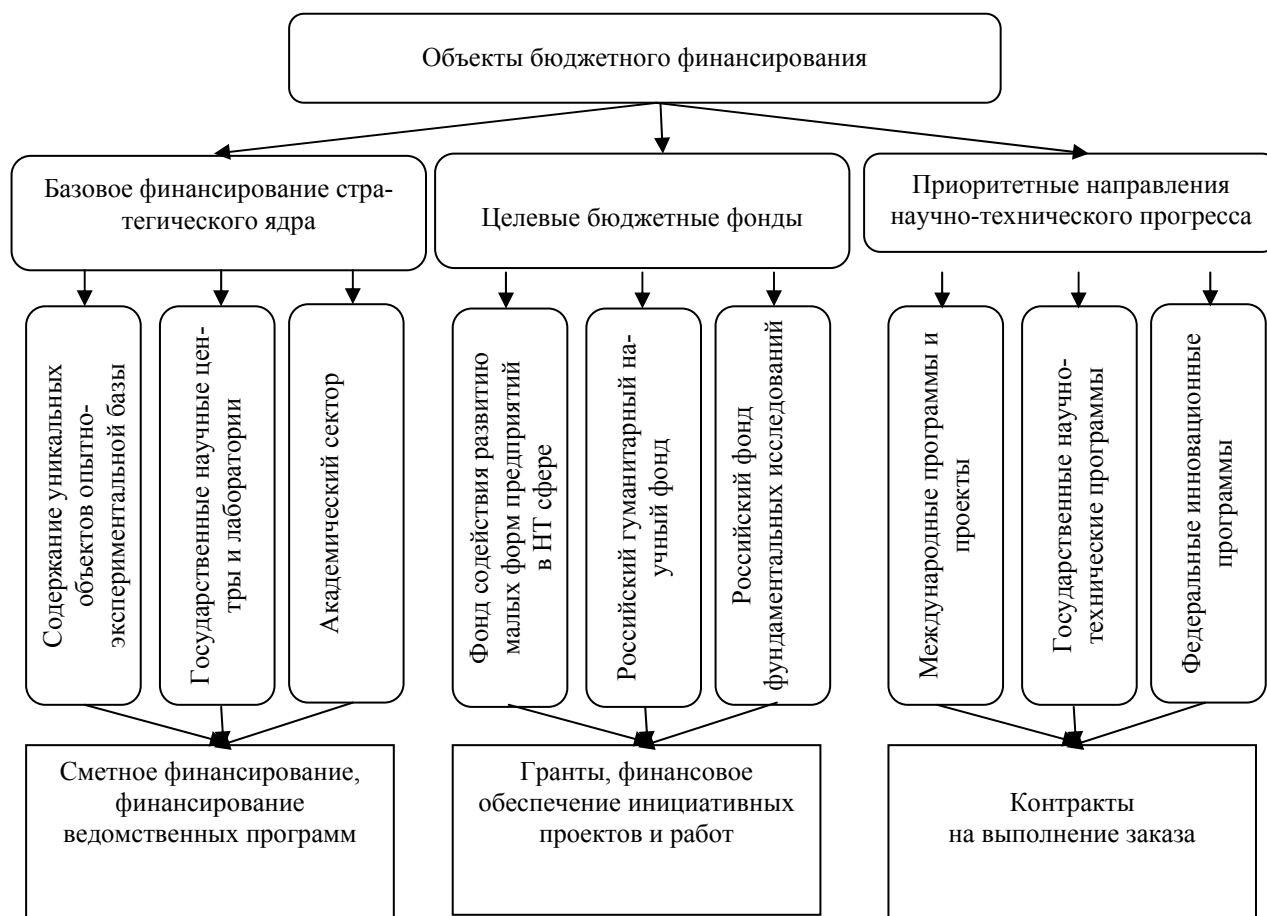 Объекты бюджетного финансирования
Базовое финансирование стра-
тегического ядра
Целевые бюджетные фонды
Приоритетные направления
научно-технического прогресса
Содержание уникальных
объектов опытно-
экспериментальной базы
Государственные научные цен-
тры и лаборатории
Академический сектор
Фонд содействия развитию
малых форм предприятий
в НТ сфере
Российский гуманитарный на-
учный фонд
Российский фонд
фундаментальных исследований
Международные программы и
проекты
Государственные научно-
технические программы
Федеральные инновационные
программы
Сметное финансирование,
финансирование
ведомственных программ
Гранты, финансовое
обеспечение инициативных
проектов и работ
Контракты
на выполнение заказа